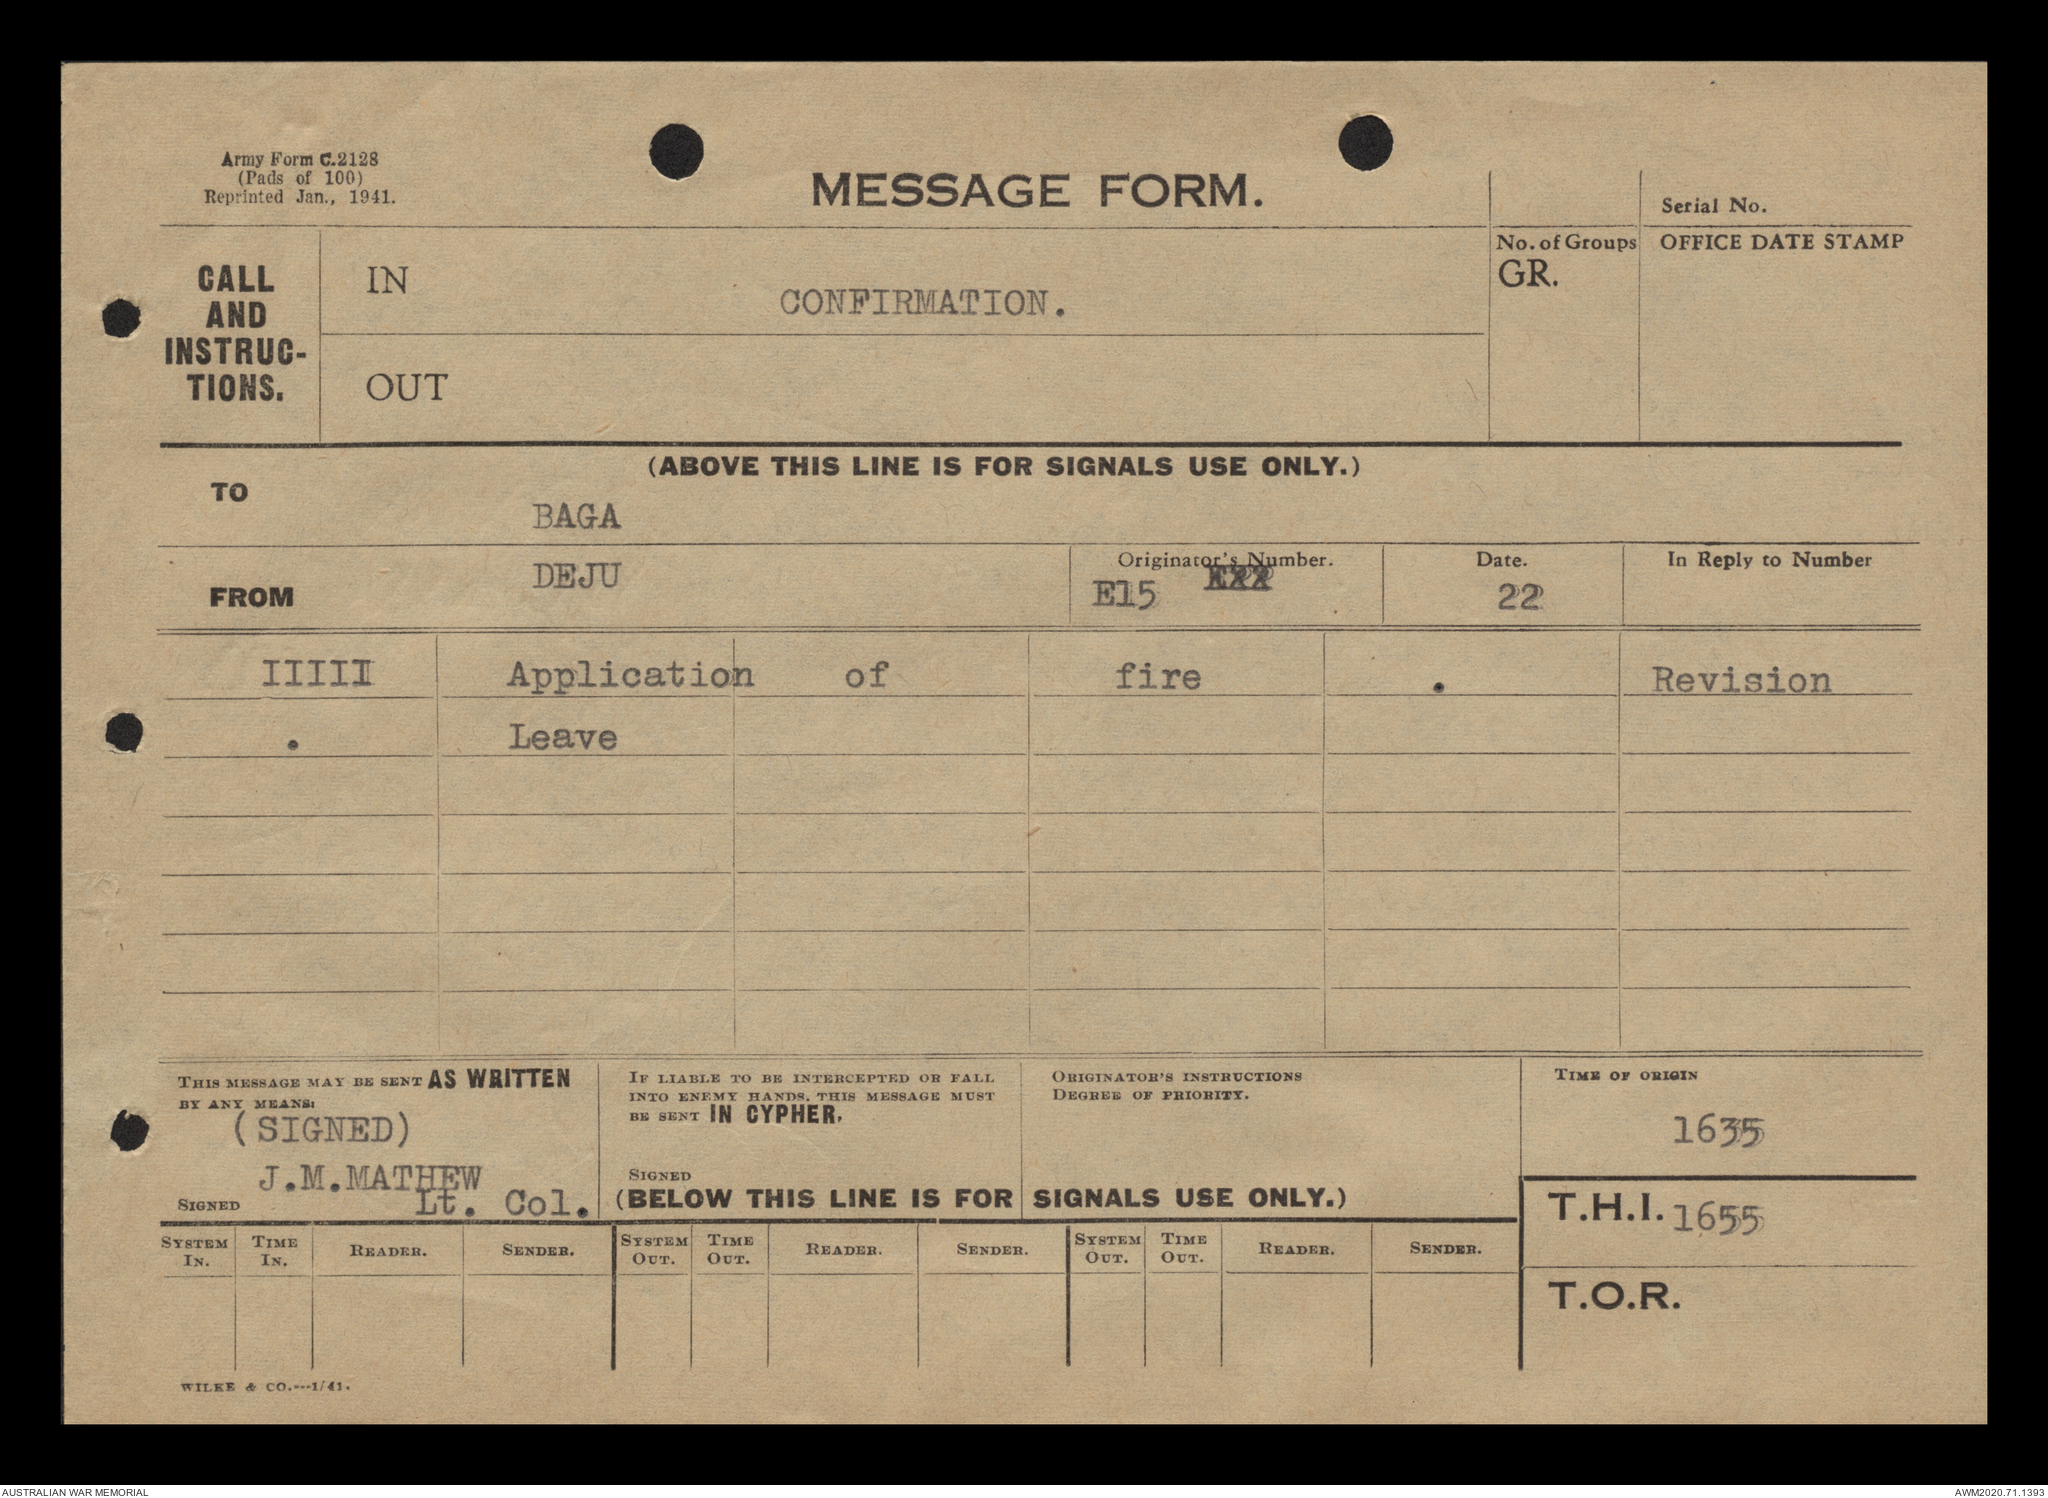 Army Form C.2128
(Pads of 100)
Reprinted Jan., 1941.
MESSAGE FORM.
Serial No.
CALL
AND
INSTRUC-
TIONS.
IN
CONFIRMATION.
OUT
No. of Groups
GR.
OFFICE DATE STAMP
(ABOVE THIS LINE IS FOR SIGNALS USE ONLY.)
TO
BAGA
FROM
DEJU
Originator's Number.
E15
Date.
22
In Reply to Number
IIIII Application of fire . Revision
. Leave
THIS MESSAGE MAY BE SENT AS WRITTEN
BY ANY MEANS:
(SIGNED)
J.M.MATHEW
SIGNED Lt. Col.
IF LIABLE TO BE INTERCEPTED OR FALL
INTO ENEMY HANDS, THIS MESSAGE MUST
BE SENT IN CYPHER.
SIGNED
ORIGINATOR'S INSTRUCTIONS
DEGREE OF PRIORITY.
TIME OF ORIGIN
1635
(BELOW THIS LINE IS FOR SIGNALS USE ONLY.)
T.H.I. 1655
T.O.R.
SYSTEM IN. TIME IN. READER. SENDER. SYSTEM OUT. TIME OUT. READER. SENDER. SYSTEM OUT. TIME OUT. READER. SENDER.
WILKE & CO.---1/41.
AUSTRALIAN WAR MEMORIAL
AWM2020.71.1393